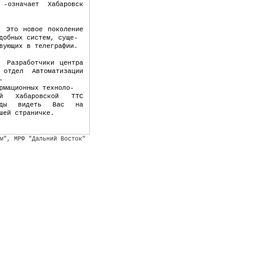 -означает Хабаровск
Это новое поколение
добных систем, суще-
вующих в телеграфии.
Разработчики центра
отдел Автоматизации
-
рмационных техноло-
й Хабаровской ТТС
ды видеть Вас на
шей страничке.
м", МРФ "Дальний Восток"